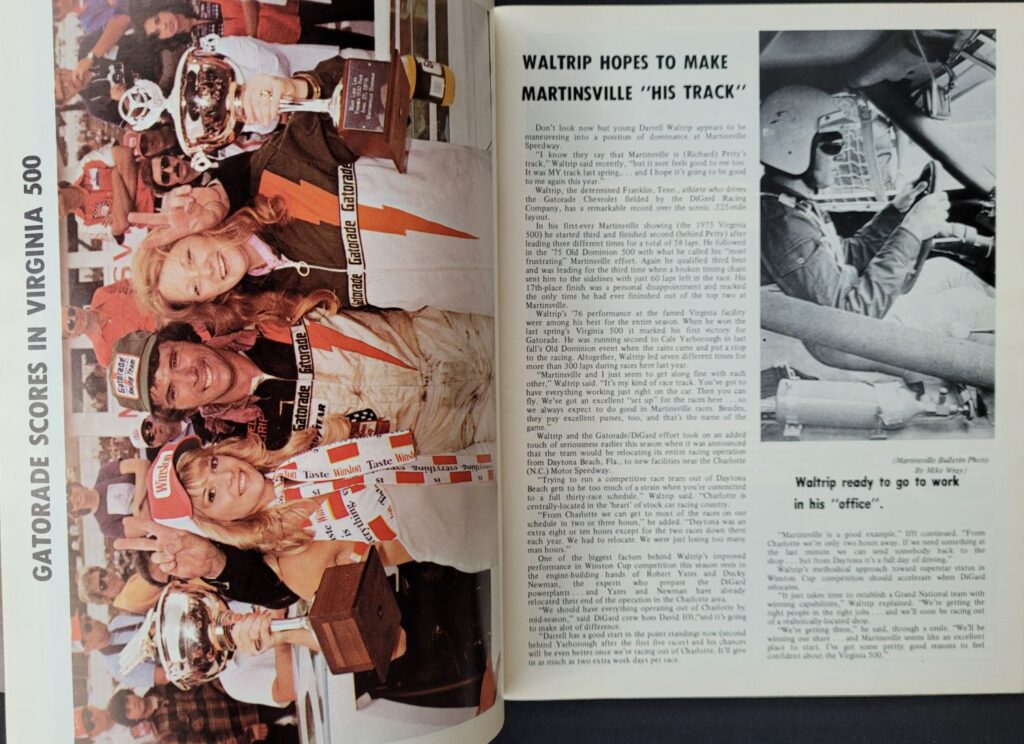 GATORADE SCORES IN VIRGINIA 500
Gatorade
Gatorade
Gatorade
Gatorade
Racing Team
Gatorade
Gatorade
Winston
Taste Winston
Taste Winston
is everything
is everything
WALTRIP HOPES TO MAKE
MARTINSVILLE "HIS TRACK"
Don't look now but young Darrell Waltrip appears to be
maneuvering into a position of dominance at Martinsville
Speedway.
"I know they say that Martinsville is (Richard) Petty's
track," Waltrip said recently, "but it sure feels good to me too.
It was MY track last spring, . . . and I hope it's going to be good
to me again this year."
Waltrip, the determined Franklin, Tenn., athlete who drives
the Gatorade Chevrolet fielded by the DiGard Racing
Company, has a remarkable record over the scenic .525-mile
layout.
In his first-ever Martinsville showing (the 1975 Virginia
500) he started third and finished second (behind Petty) after
leading three different times for a total of 58 laps. He followed
in the '75 Old Dominion 500 with what he called his "most
frustrating" Martinsville effort. Again he qualified third best
and was leading for the third time when a broken timing chain
sent him to the sidelines with just 60 laps left in the race. His
17th-place finish was a personal disappointment and marked
the only time he had ever fininshed out of the top two at
Martinsville.
Waltrip's '76 performance at the famed Virginia facility
were among his best for the entire season. When he won the
last spring's Virginia 500 it marked his first victory for
Gatorade. He was running second to Cale Yarborough in last
fall's Old Dominion event when the rains came and put a stop
to the racing. Altogether, Waltrip led seven different times for
more than 300 laps during races here last year.
"Martinsville and I just seem to get along fine with each
other," Waltrip said. "It's my kind of race track. You've got to
have everything working just right on the car. Then you can
fly. We've got an excellent "set up" for the races here . . . so
we always expect to do good in Martinsville races. Besides,
they pay excellent purses, too, and that's the name of the
game."
Waltrip and the Gatorade/DiGard effort took on an added
touch of seriousness earlier this season when it was announced
that the team would be relocating its entire racing operation
from Daytona Beach, Fla., to new facilities near the Charlotte
(N.C.) Motor Speedway.
"Trying to run a competitive race team out of Daytona
Beach gets to be too much of a strain when you're committed
to a full thirty-race schedule," Waltrip said. "Charlotte is
centrally-located in the 'heart' of stock car racing country.
"From Charlotte we can get to most of the races on our
schedule in two or three hours," he added. "Daytona was an
extra eight or ten hours except for the two races down there
each year. We had to relocate. We were just losing too many
man hours."
One of the biggest factors behind Waltrip's improved
performance in Winston Cup competition this season rests in
the engine-building hands of Robert Yates and Ducky
Newman, the experts who prepare the DiGard
powerplants . . . and Yates and Newman have already
relocated their end of the operation in the Charlotte area.
"We should have everything operating out of Charlotte by
mid-season," said DiGard crew boss David Ifft,"and it's going
to make alot of difference.
"Darrell has a good start in the point standings now (second
behind Yarborough after the first five races) and his chances
will be even better once we're racing out of Charlotte. It'll give
us as much as two extra work days per race.
(Martinsville Bulletin Photo
By Mike Wray)
Waltrip ready to go to work
in his "office".
"Martinsville is a good example," Ifft continued. "From
Charlotte we're only two hours away. If we need something at
the last minute we can send somebody back to the
shop . . . but from Daytona it's a full day of driving."
Waltrip's methodical approach toward superstar status in
Winston Cup competition should accelerate when DiGard
relocates.
"It just takes time to establish a Grand National team with
winning capabilities," Waltrip explained. "We're getting the
right people in the right jobs . . . and we'll soon be racing out
of a realistically-located shop.
"We're getting there," he said, through a smile. "We'll be
winning our share . . . and Martinsville seems like an excellent
place to start. I've got some pretty good reasons to feel
confident about the Virginia 500."